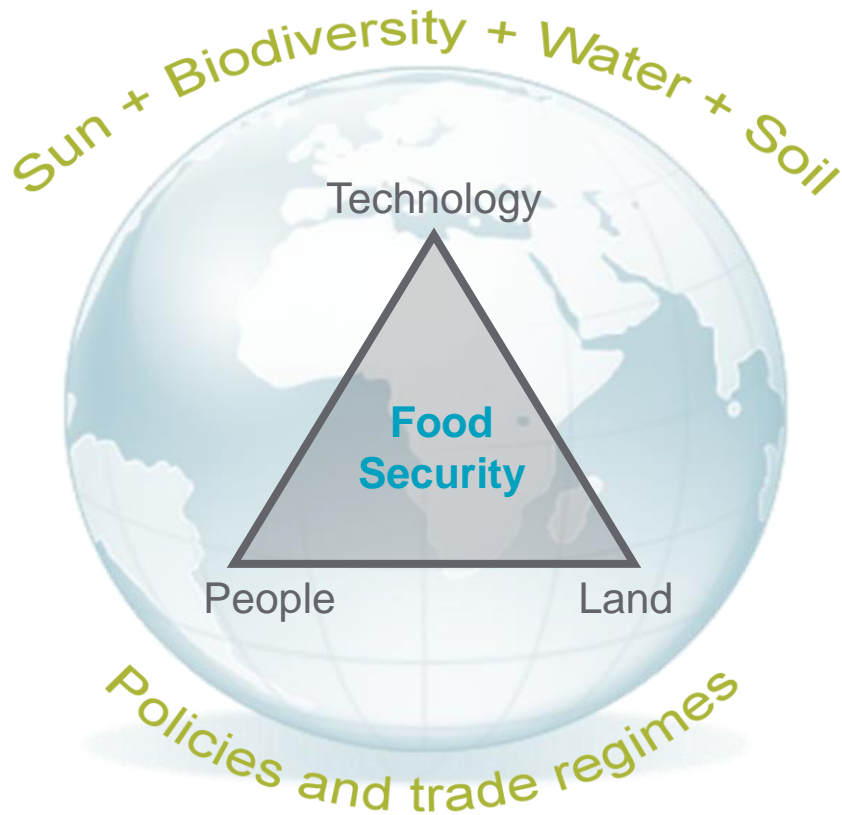 Sun + Biodiversity + Water + Soil
Technology
Food
Security
People
Land
Policies and trade regimes